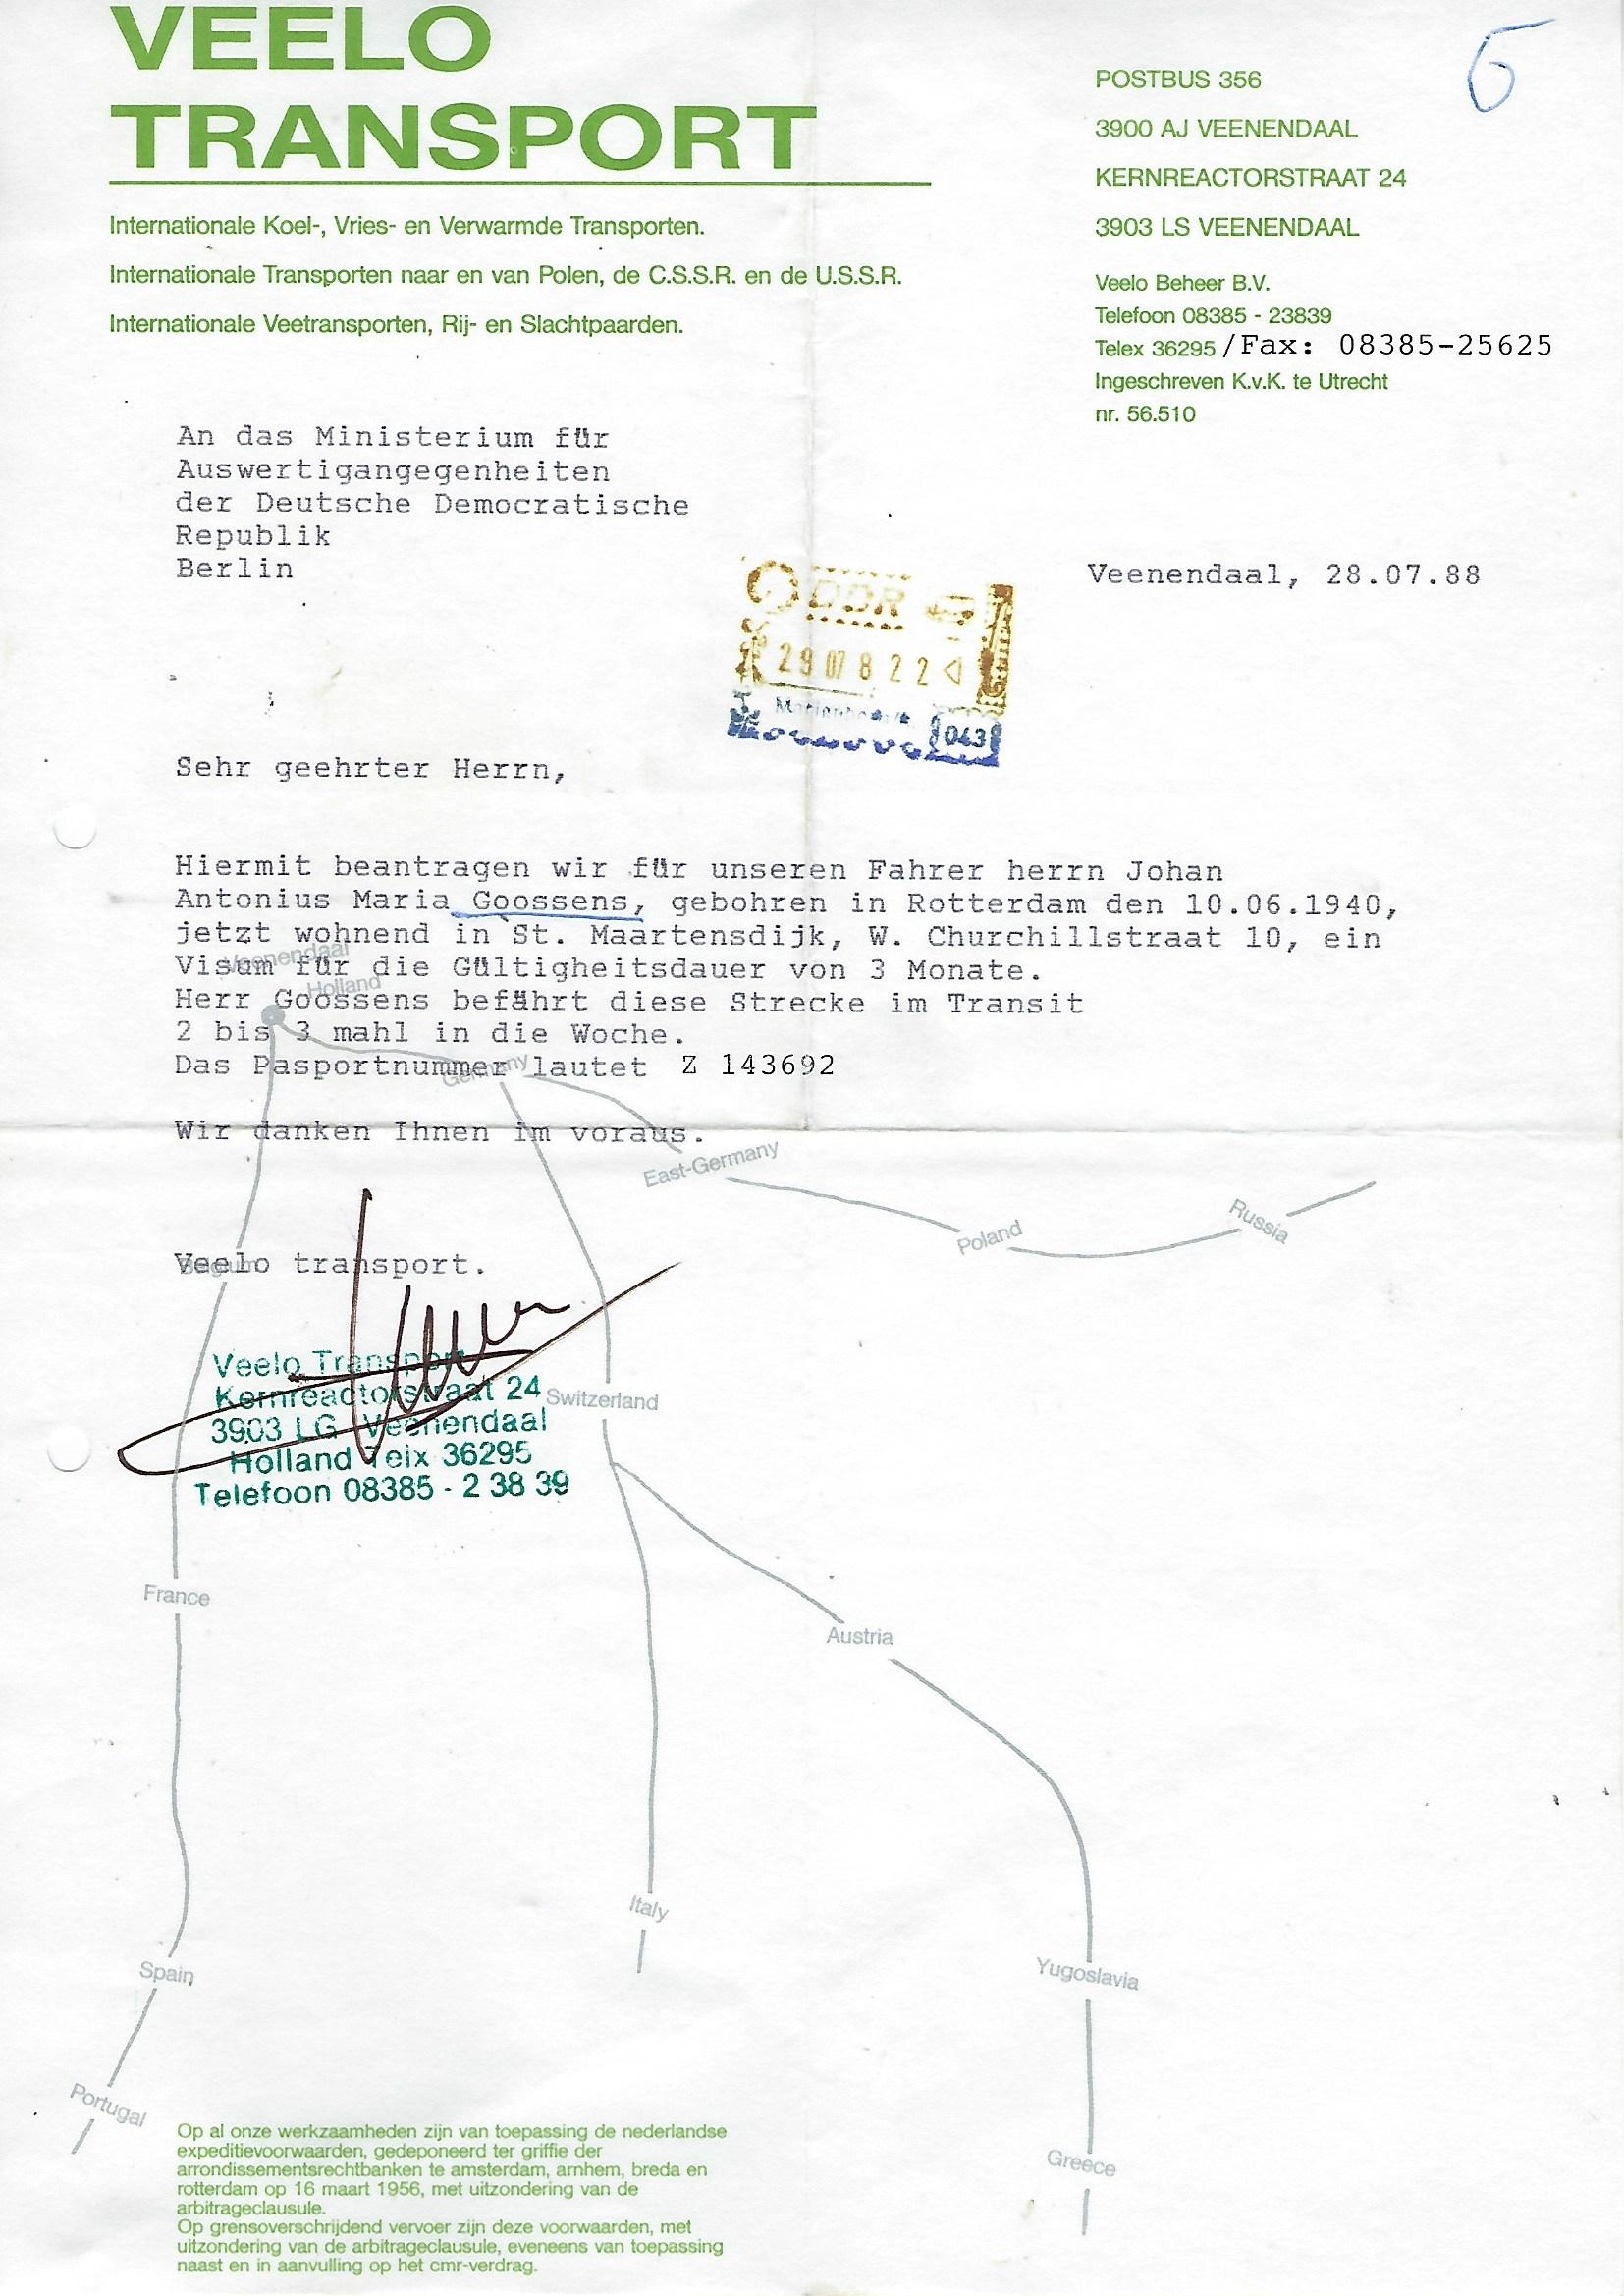 VEELO
TRANSPORT
Internationale Koel-, Vries- en Verwarmde Transporten.
Internationale Transporten naar en van Polen, de C.S.S.R. en de U.S.S.R.
Internationale Veetransporten, Rij- en Slachtpaarden.
6
POSTBUS 356
3900 AJ VEENENDAAL
KERNREACTORSTRAAT 24
3903 LS VEENENDAAL
Veelo Beheer B.V.
Telefoon 08385 - 23839
Telex 36295 /Fax: 08385-25625
Ingeschreven K.v.K. te Utrecht
nr. 56.510
An das Ministerium für
Auswertigangegenheiten
der Deutsche Democratische
Republik
Berlin
Veenendaal, 28.07.88
DDR
29 07 8 2 2
043
Sehr geehrter Herrn,
Hiermit beantragen wir für unseren Fahrer herrn Johan
Antonius Maria Goossens, gebohren in Rotterdam den 10.06.1940,
jetzt wohnend in St. Maartensdijk, W. Churchillstraat 10, ein
Visum für die Gültigheitsdauer von 3 Monate.
Herr Goossens befährt diese Strecke im Transit
2 bis 3 mahl in die Woche.
Das Pasportnummer lautet Z 143692
Wir danken Ihnen im voraus.
Veelo transport.
Veelo Transport
Kernreactorstraat 24
3903 LG Veenendaal
Holland Telx 36295
Telefoon 08385 - 2 38 39
Veenendaal
Holland
Germany
East-Germany
Poland
Russia
Belgium
Switzerland
France
Austria
Italy
Spain
Yugoslavia
Portugal
Greece
Op al onze werkzaamheden zijn van toepassing de nederlandse
expeditievoorwaarden, gedeponeerd ter griffie der
arrondissementsrechtbanken te amsterdam, arnhem, breda en
rotterdam op 16 maart 1956, met uitzondering van de
arbitrageclausule.
Op grensoverschrijdend vervoer zijn deze voorwaarden, met
uitzondering van de arbitrageclausule, eveneens van toepassing
naast en in aanvulling op het cmr-verdrag.